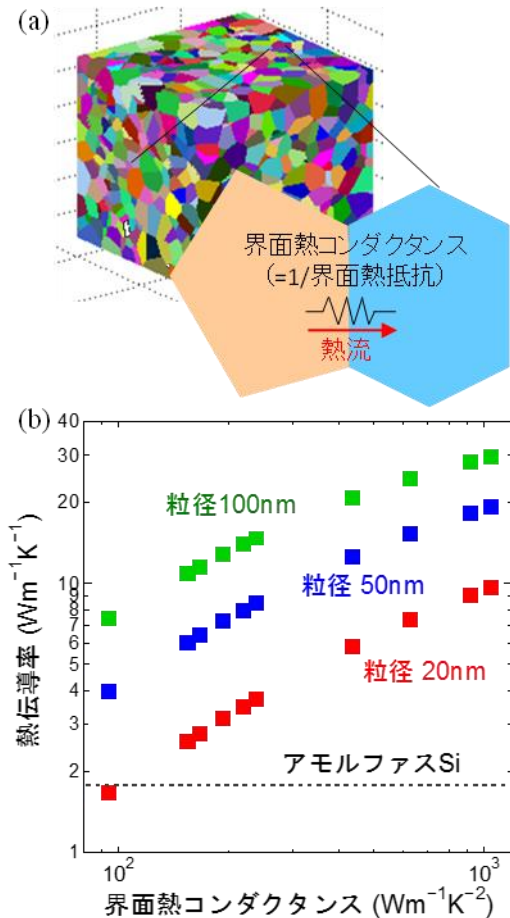 (a)
界面熱コンダクタンス
(=1/界面熱抵抗)
熱流
(b)
40
30
20
10
9
8
7
6
5
4
3
2
1
熱伝導率 (Wm⁻¹K⁻¹)
粒径100nm
粒径 50nm
粒径 20nm
アモルファスSi
10²
10³
界面熱コンダクタンス (Wm⁻¹K⁻²)